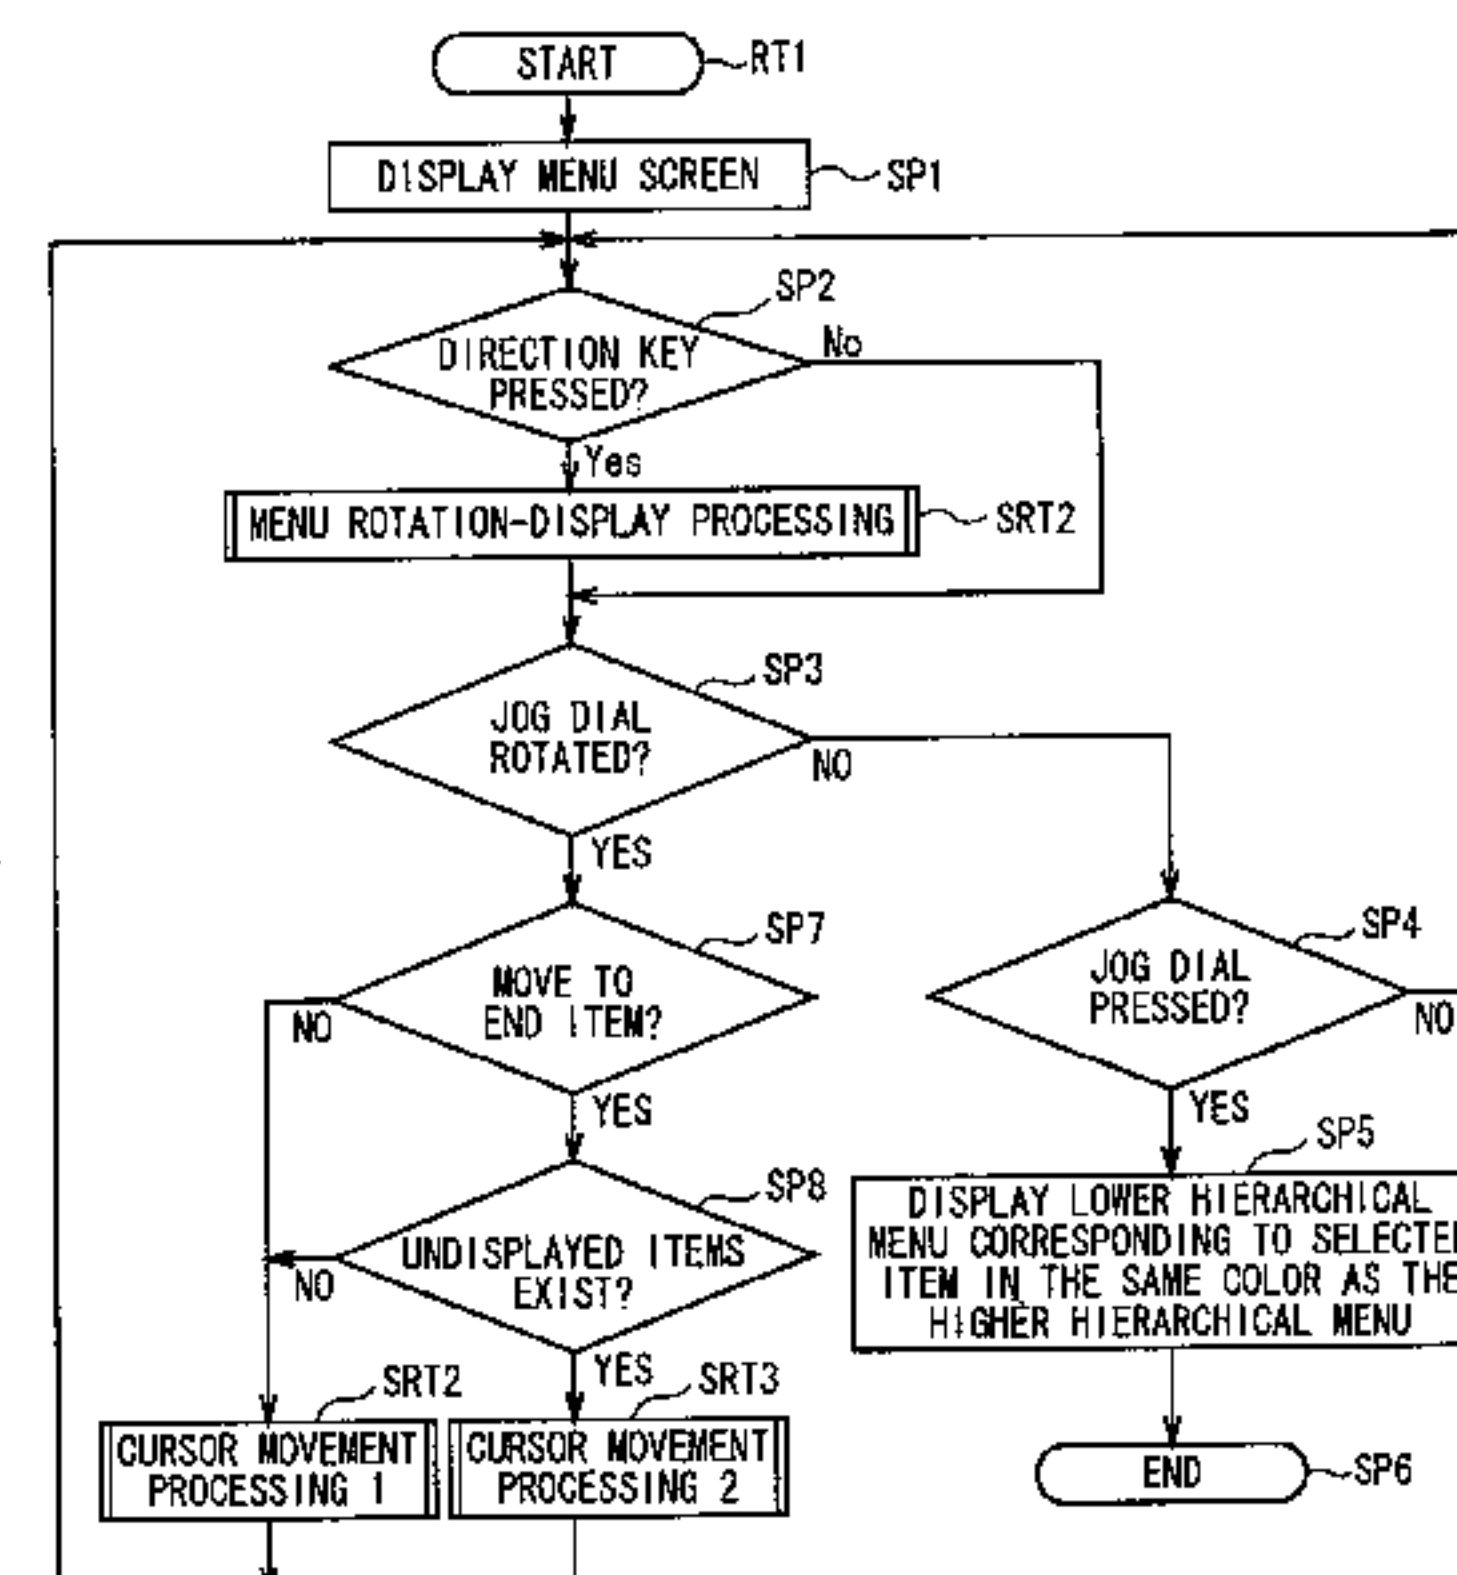 START
RT1
DISPLAY MENU SCREEN
SP1
SP2
DIRECTION KEY
PRESSED?
No
Yes
MENU ROTATION-DISPLAY PROCESSING
SRT2
SP3
JOG DIAL
ROTATED?
NO
YES
SP7
MOVE TO
END ITEM?
NO
YES
SP4
JOG DIAL
PRESSED?
NO
YES
SP8
UNDISPLAYED ITEMS
EXIST?
NO
YES
SP5
DISPLAY LOWER HIERARCHICAL
MENU CORRESPONDING TO SELECTED
ITEM IN THE SAME COLOR AS THE
HIGHER HIERARCHICAL MENU
SRT2
CURSOR MOVEMENT
PROCESSING 1
SRT3
CURSOR MOVEMENT
PROCESSING 2
END
SP6